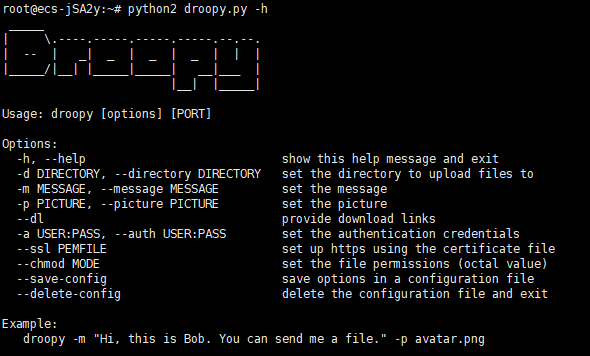 root@ecs-jSA2y:~# python2 droopy.py -h
Droopy
Usage: droopy [options] [PORT]
Options:
-h, --help show this help message and exit
-d DIRECTORY, --directory DIRECTORY set the directory to upload files to
-m MESSAGE, --message MESSAGE set the message
-p PICTURE, --picture PICTURE set the picture
--dl provide download links
-a USER:PASS, --auth USER:PASS set the authentication credentials
--ssl PEMFILE set up https using the certificate file
--chmod MODE set the file permissions (octal value)
--save-config save options in a configuration file
--delete-config delete the configuration file and exit
Example:
droopy -m "Hi, this is Bob. You can send me a file." -p avatar.png